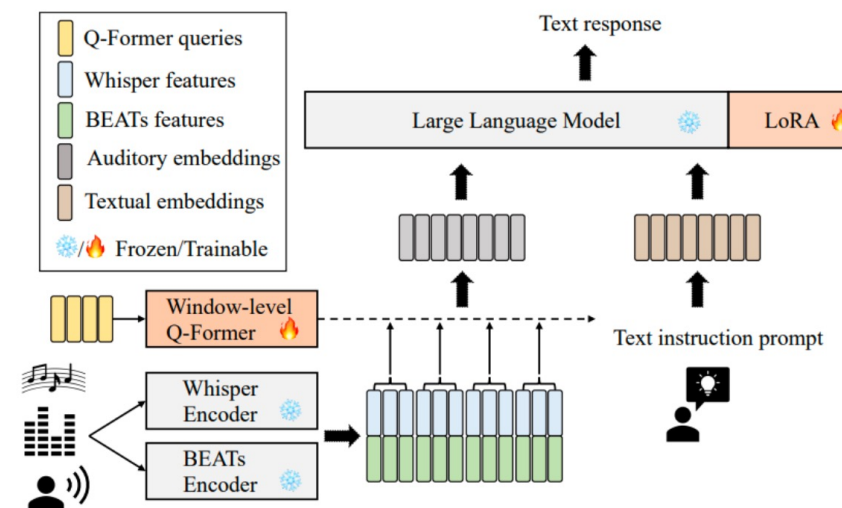 Q-Former queries
Whisper features
BEATs features
Auditory embeddings
Textual embeddings
/ Frozen/Trainable
Text response
Large Language Model
LoRA
Window-level
Q-Former
Text instruction prompt
Whisper
Encoder
BEATs
Encoder